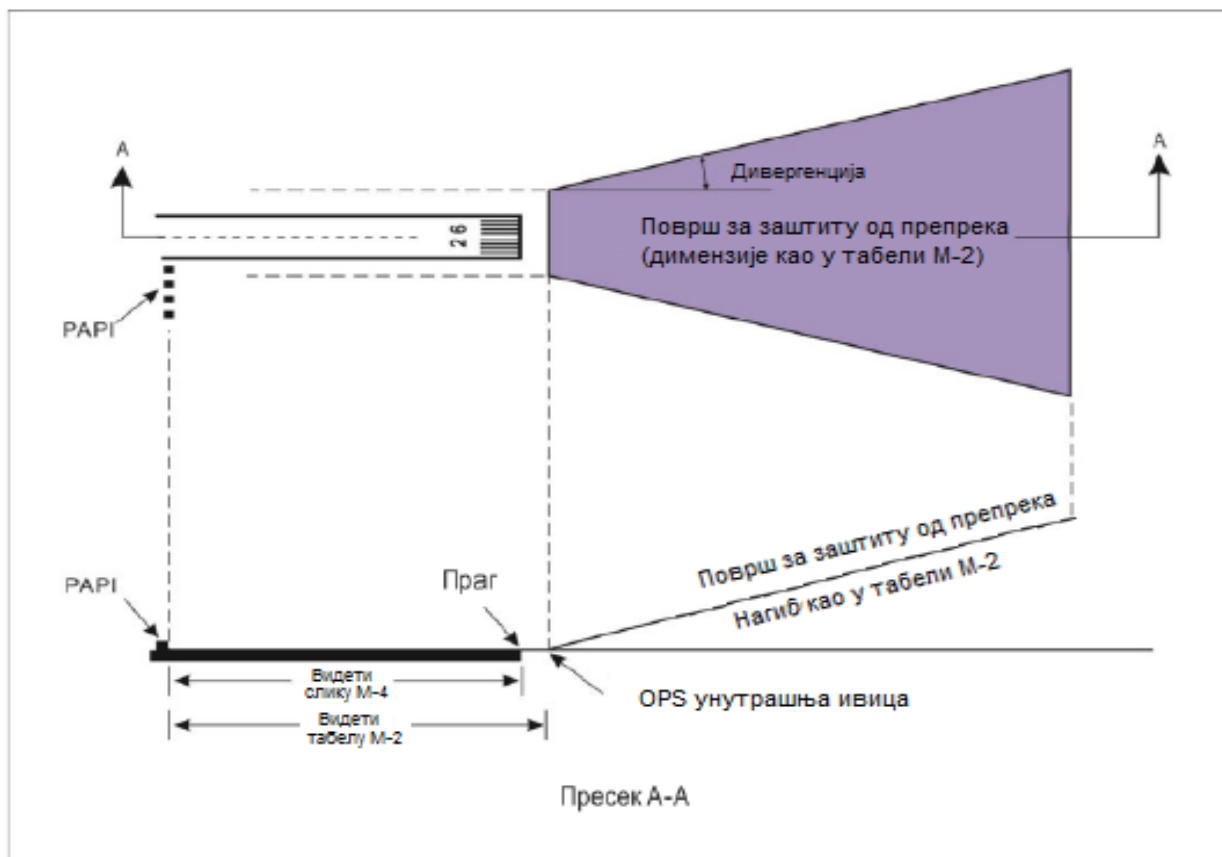 A
A
Дивергенција
Површ за заштиту од препрека
(димензије као у табели М-2)
26
PAPI
Површ за заштиту од препрека
Нагиб као у табели М-2
PAPI
Праг
Видети
слику М-4
OPS унутрашња ивица
Видети
табелу М-2
Пресек А-А